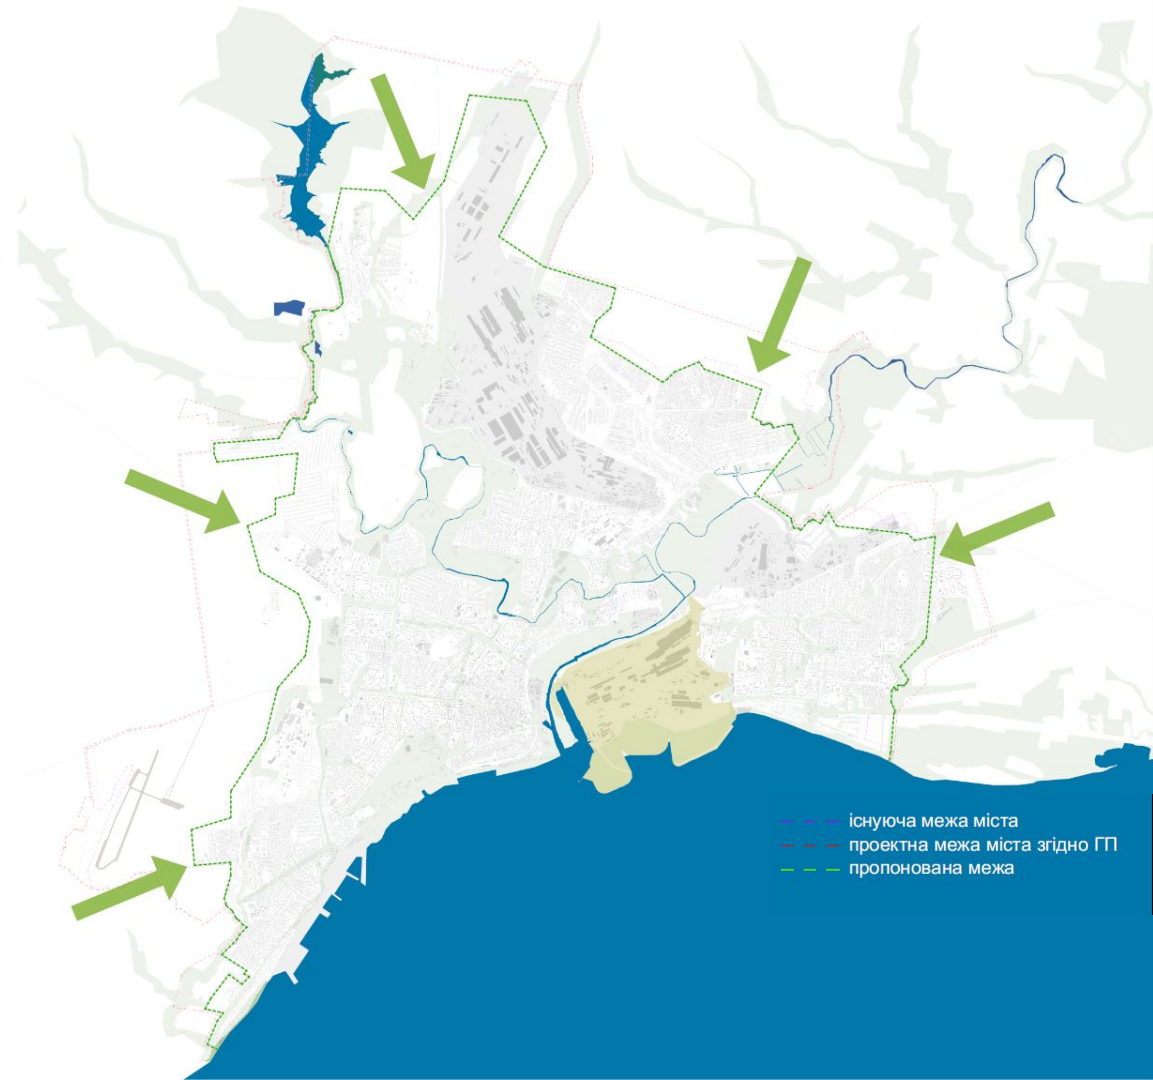 існуюча межа міста
проектна межа міста згідно ГП
пропонована межа